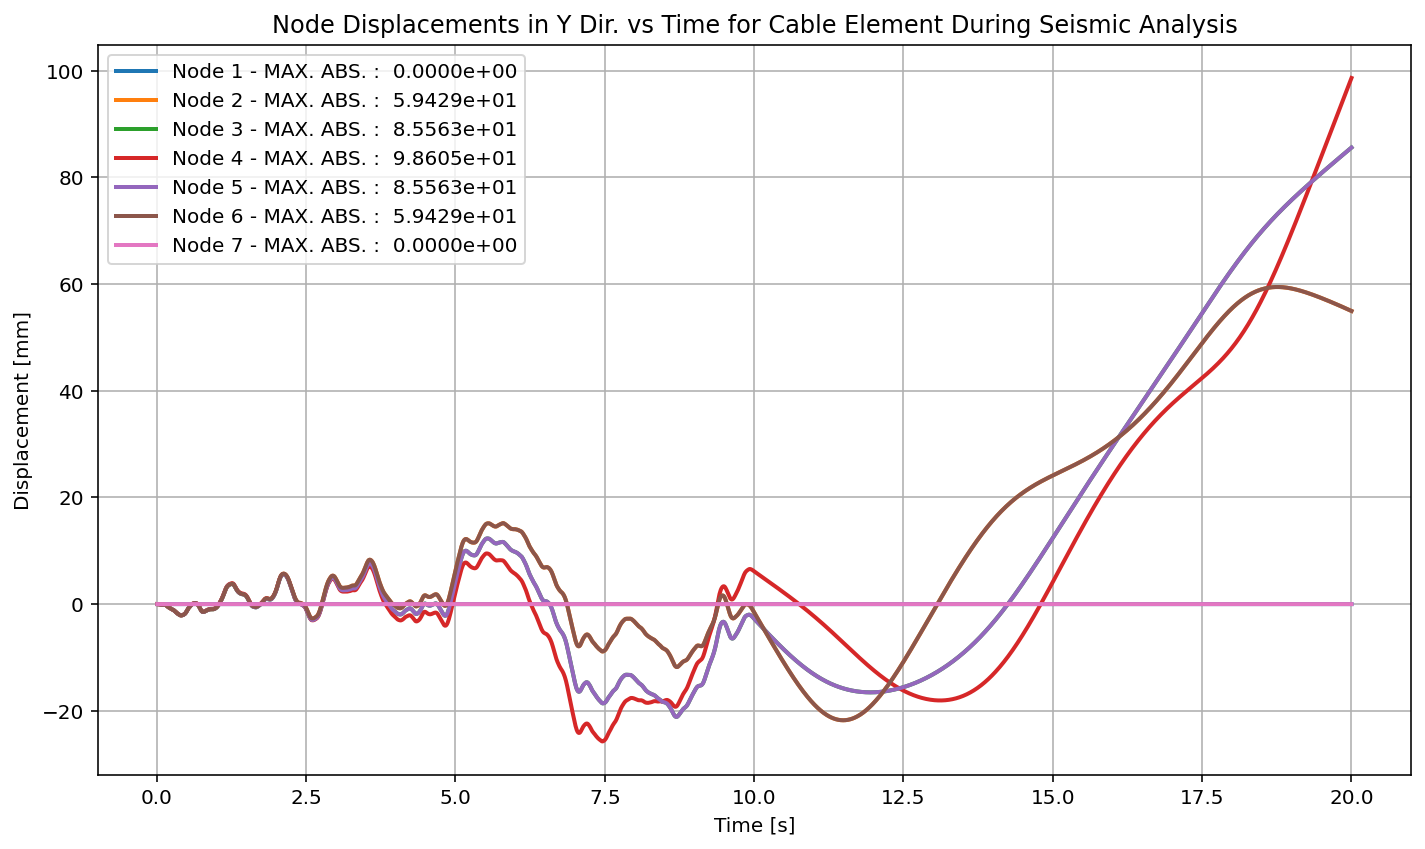 Node Displacements in Y Dir. vs Time for Cable Element During Seismic Analysis
Node 1 - MAX. ABS. :  0.0000e+00
Node 2 - MAX. ABS. :  5.9429e+01
Node 3 - MAX. ABS. :  8.5563e+01
Node 4 - MAX. ABS. :  9.8605e+01
Node 5 - MAX. ABS. :  8.5563e+01
Node 6 - MAX. ABS. :  5.9429e+01
Node 7 - MAX. ABS. :  0.0000e+00
Displacement [mm]
100
80
60
40
20
0
−20
0.0 2.5 5.0 7.5 10.0 12.5 15.0 17.5 20.0
Time [s]